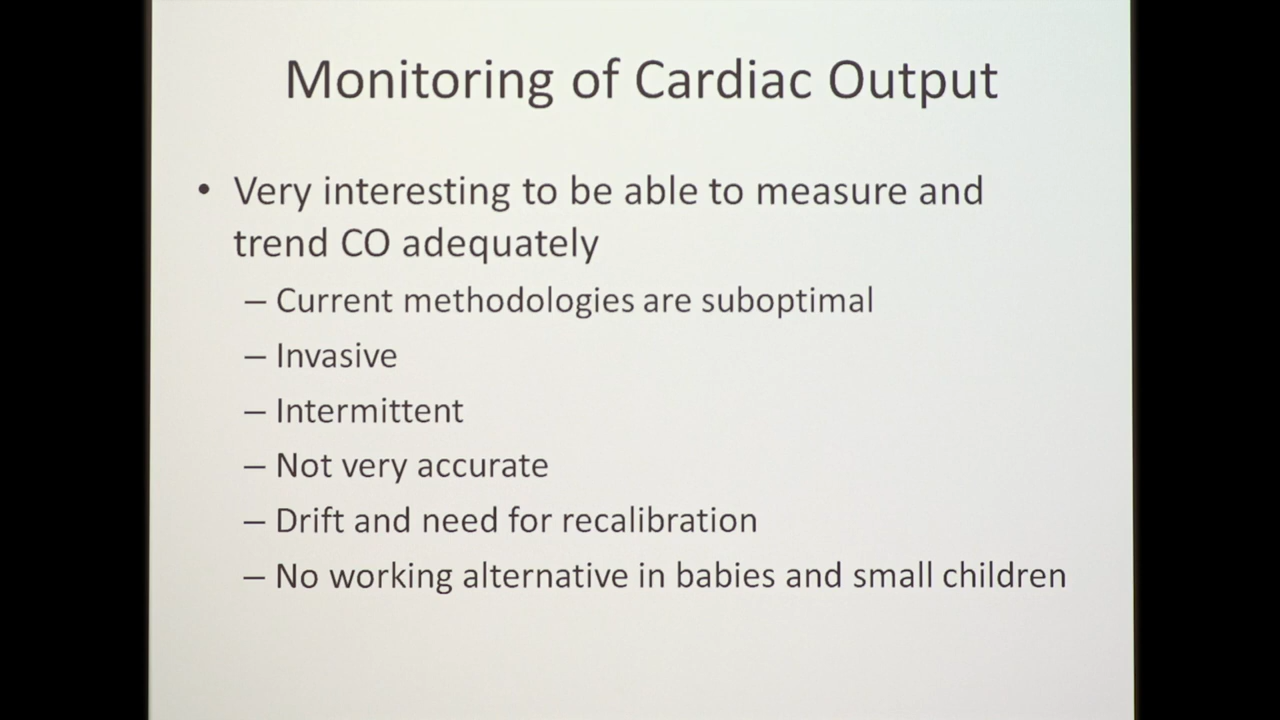 Monitoring of Cardiac Output
• Very interesting to be able to measure and
trend CO adequately
– Current methodologies are suboptimal
– Invasive
– Intermittent
– Not very accurate
– Drift and need for recalibration
– No working alternative in babies and small children